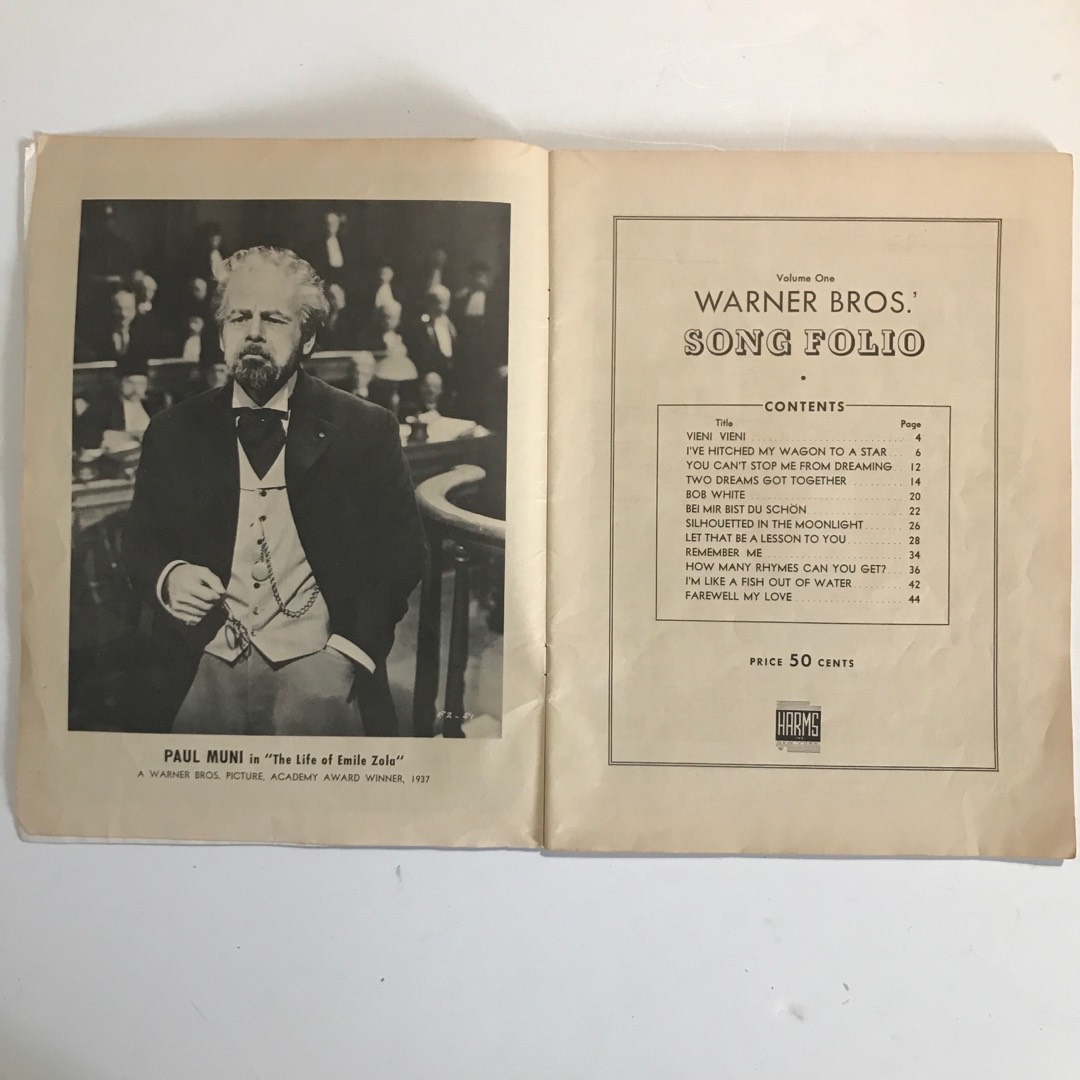 PAUL MUNI in "The Life of Emile Zola"
A WARNER BROS. PICTURE, ACADEMY AWARD WINNER, 1937
Volume One
WARNER BROS.'
SONG FOLIO
CONTENTS
Title Page
VIENI VIENI 4
I'VE HITCHED MY WAGON TO A STAR 6
YOU CAN'T STOP ME FROM DREAMING 12
TWO DREAMS GOT TOGETHER 14
BOB WHITE 20
BEI MIR BIST DU SCHÖN 22
SILHOUETTED IN THE MOONLIGHT 26
LET THAT BE A LESSON TO YOU 28
REMEMBER ME 34
HOW MANY RHYMES CAN YOU GET? 36
I'M LIKE A FISH OUT OF WATER 42
FAREWELL MY LOVE 44
PRICE 50 CENTS
HARMS
NEW YORK